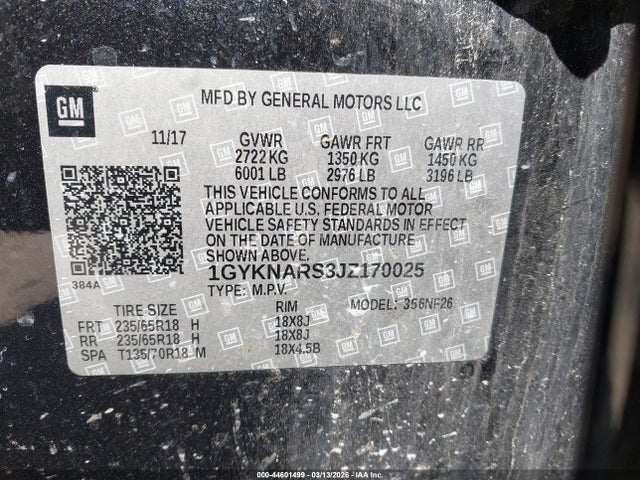 GM
MFD BY GENERAL MOTORS LLC
11/17 GVWR GAWR FRT GAWR RR
2722 KG 1350 KG 1450 KG
6001 LB 2976 LB 3196 LB
THIS VEHICLE CONFORMS TO ALL
APPLICABLE U.S. FEDERAL MOTOR
VEHICLE SAFETY STANDARDS IN EFFECT
ON THE DATE OF MANUFACTURE
SHOWN ABOVE.
384A
1GYKNARS3JZ170025
TYPE: M.P.V. MODEL: 356NF26
TIRE SIZE RIM
FRT 235/65R18 H 18X8J
RR 235/65R18 H 18X8J
SPA T135/70R18 M 18X4.5B
000-44601499 - 03/13/2026 - IAA Inc.